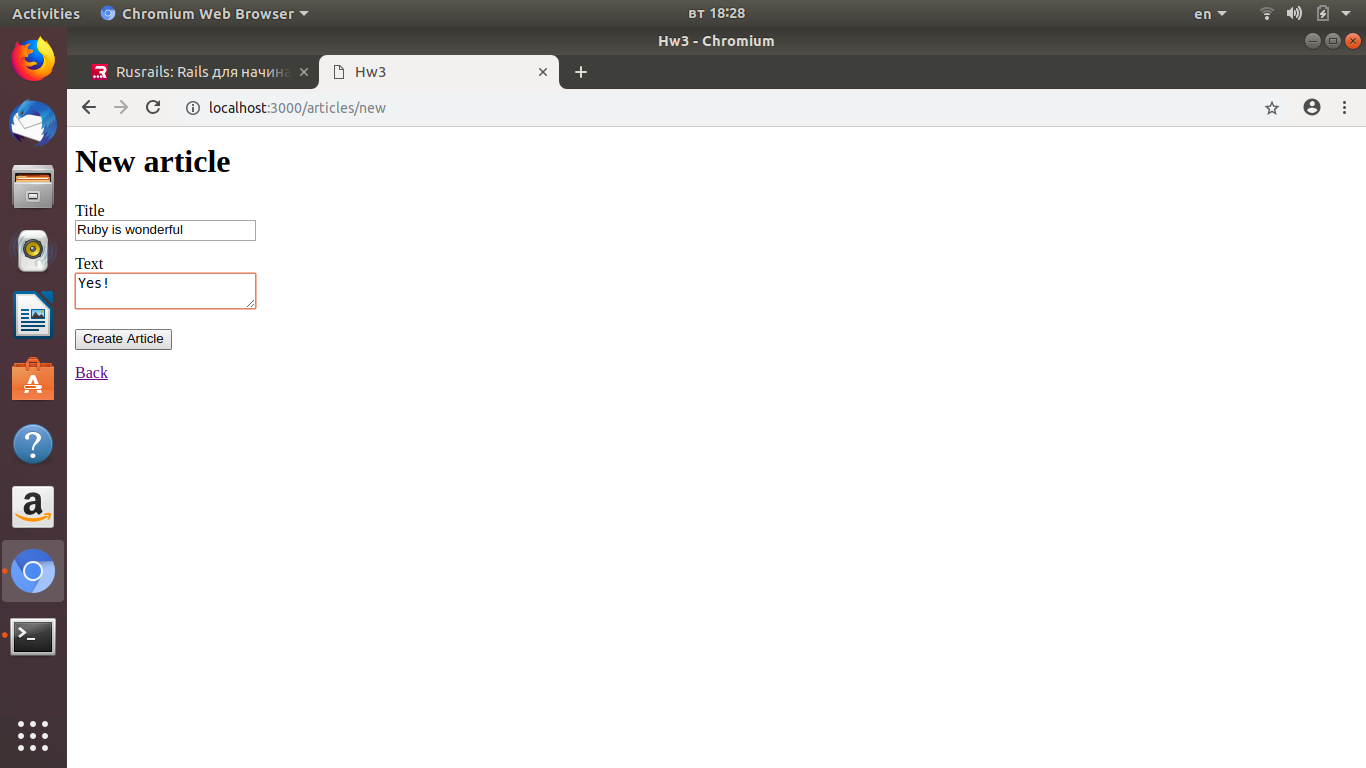 Activities Chromium Web Browser вт 18:28 en
Hw3 - Chromium
Rusrails: Rails для начина Hw3
localhost:3000/articles/new
New article
Title
Ruby is wonderful
Text
Yes!
Create Article
Back